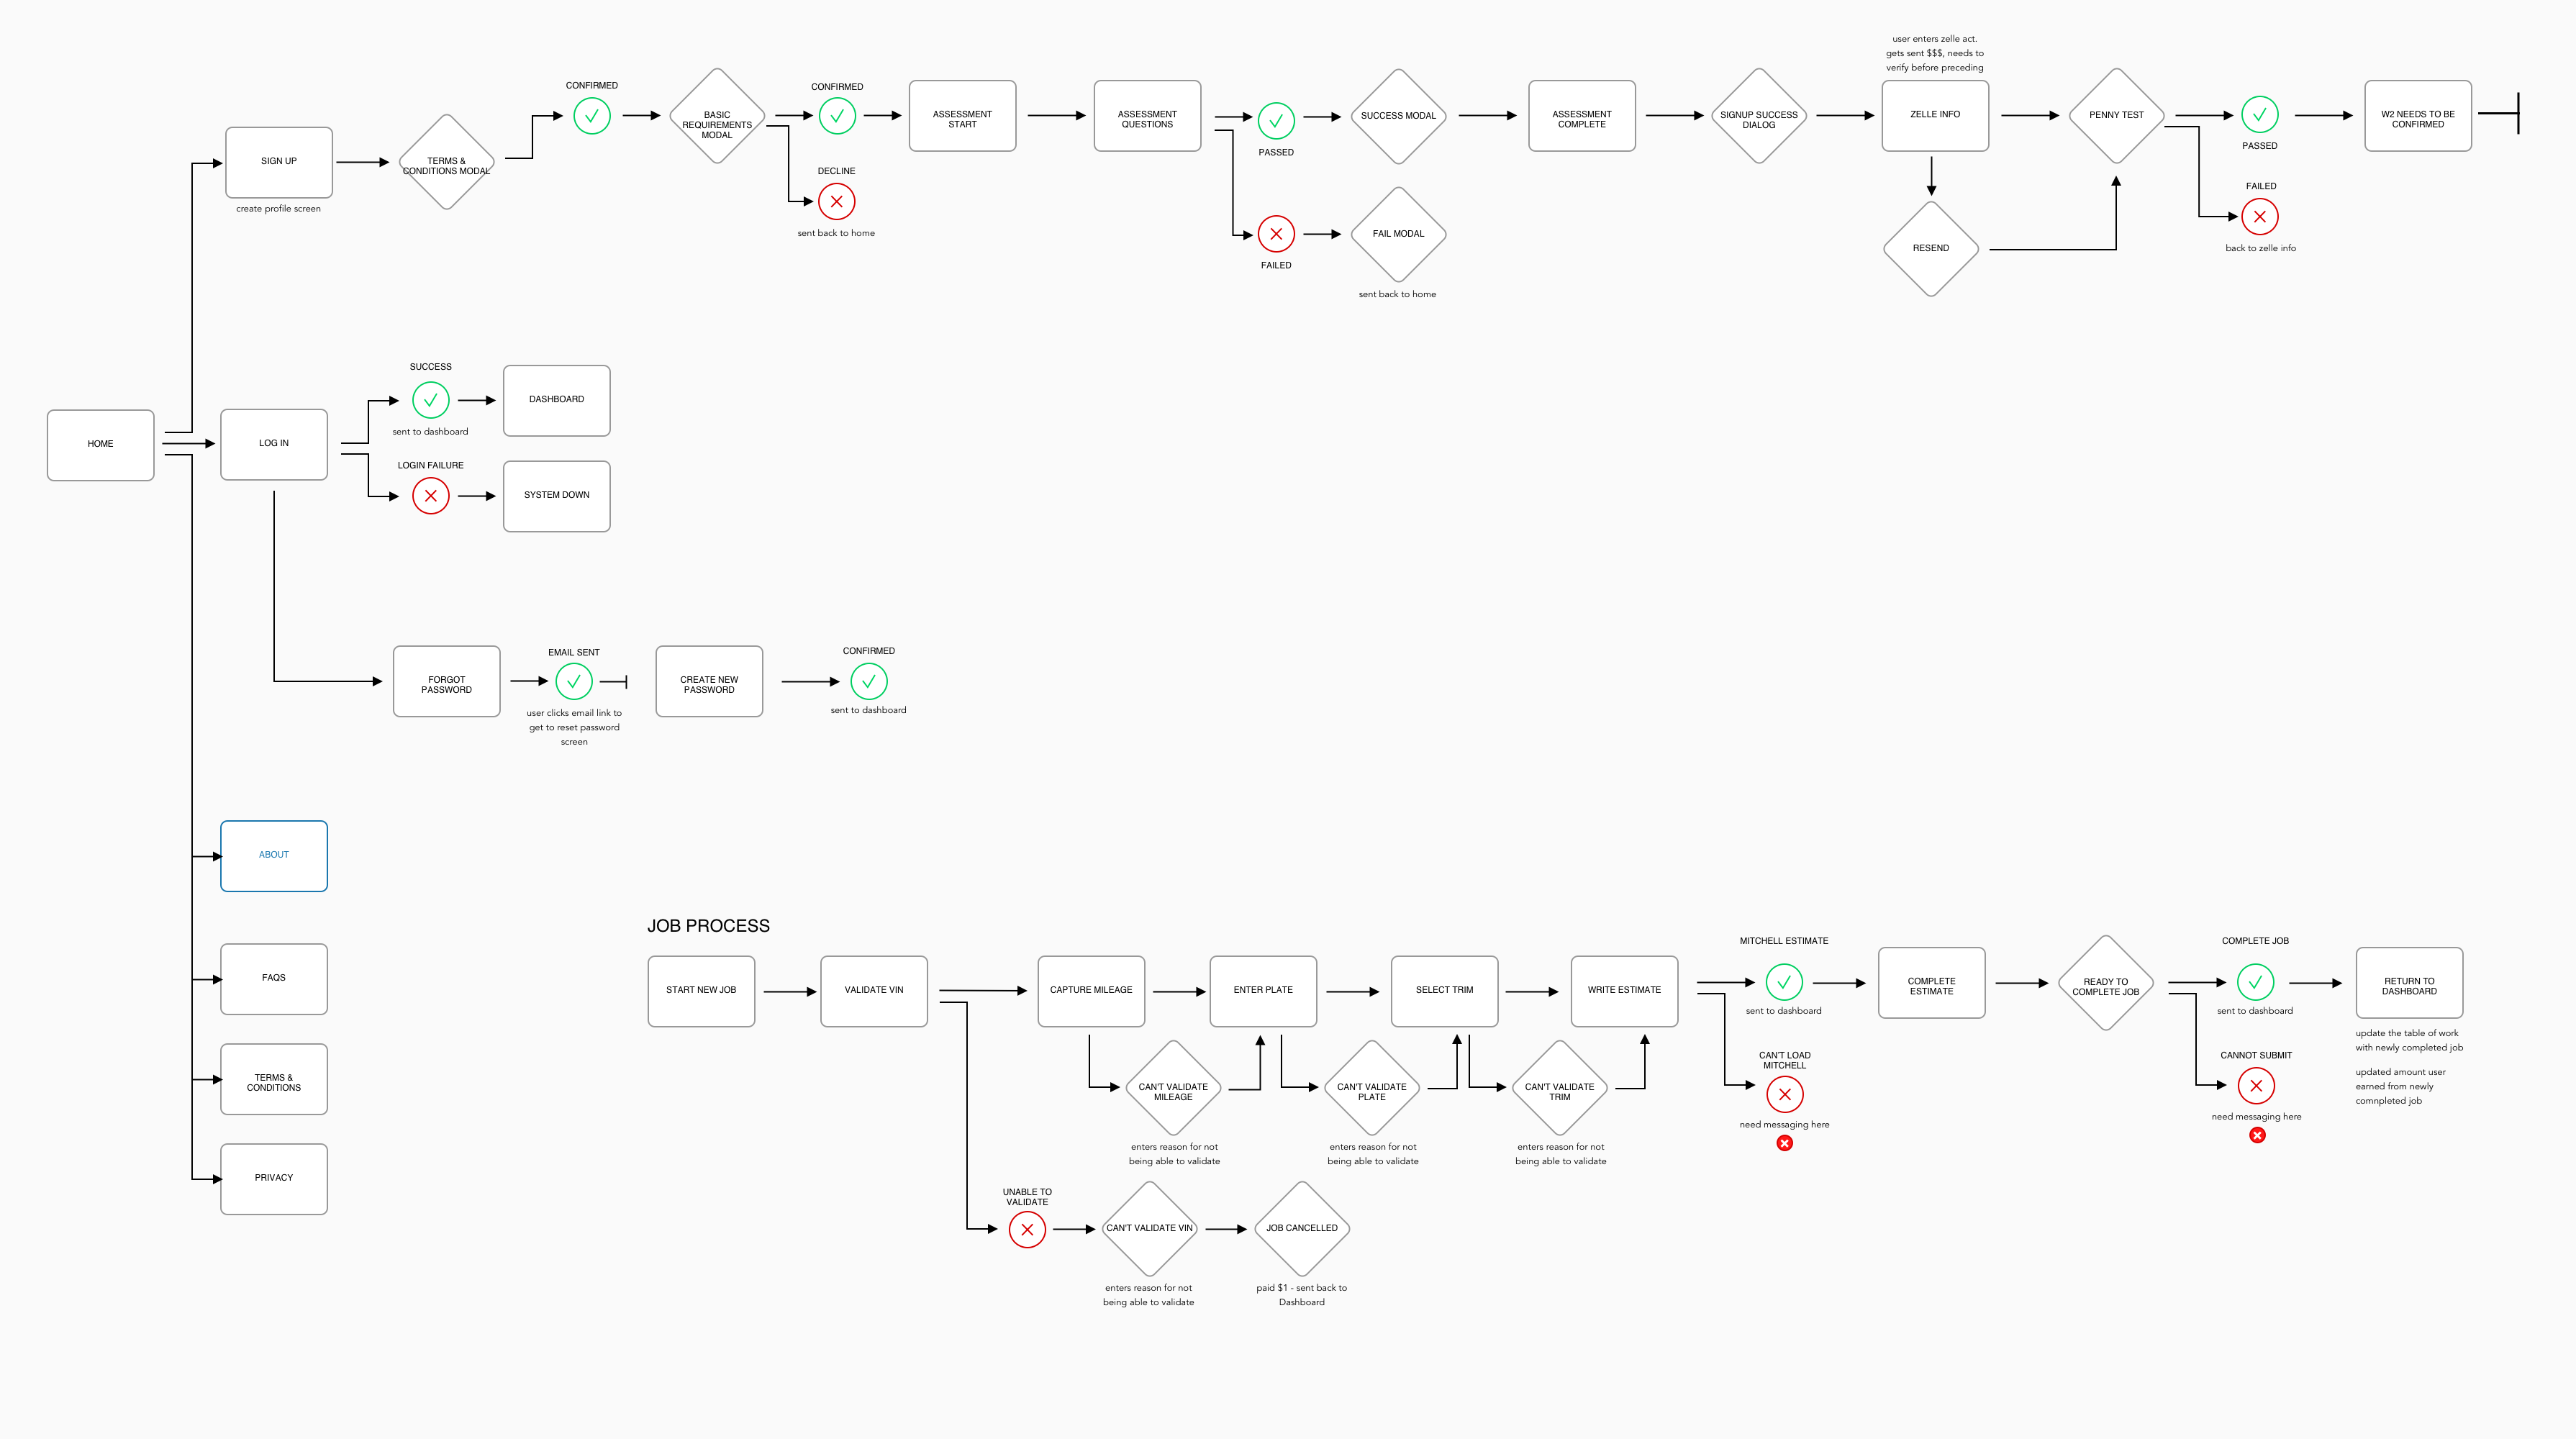 user enters zelle act.
gets sent $$$, needs to
verify before preceding
CONFIRMED
CONFIRMED
BASIC
REQUIREMENTS
MODAL
ASSESSMENT
START
ASSESSMENT
QUESTIONS
SUCCESS MODAL
ASSESSMENT
COMPLETE
SIGNUP SUCCESS
DIALOG
ZELLE INFO
PENNY TEST
W2 NEEDS TO BE
CONFIRMED
PASSED
PASSED
SIGN UP
TERMS &
CONDITIONS MODAL
create profile screen
DECLINE
sent back to home
FAILED
FAIL MODAL
sent back to home
RESEND
FAILED
back to zelle info
SUCCESS
sent to dashboard
DASHBOARD
HOME
LOG IN
LOGIN FAILURE
SYSTEM DOWN
FORGOT
PASSWORD
EMAIL SENT
user clicks email link to
get to reset password
screen
CREATE NEW
PASSWORD
CONFIRMED
sent to dashboard
ABOUT
FAQS
TERMS &
CONDITIONS
PRIVACY
JOB PROCESS
START NEW JOB
VALIDATE VIN
CAPTURE MILEAGE
ENTER PLATE
SELECT TRIM
WRITE ESTIMATE
MITCHELL ESTIMATE
sent to dashboard
COMPLETE
ESTIMATE
READY TO
COMPLETE JOB
COMPLETE JOB
sent to dashboard
RETURN TO
DASHBOARD
update the table of work
with newly completed job
updated amount user
earned from newly
comnpleted job
CAN'T VALIDATE
MILEAGE
enters reason for not
being able to validate
CAN'T VALIDATE
PLATE
enters reason for not
being able to validate
CAN'T VALIDATE
TRIM
enters reason for not
being able to validate
CAN'T LOAD
MITCHELL
need messaging here
CANNOT SUBMIT
need messaging here
UNABLE TO
VALIDATE
CAN'T VALIDATE VIN
enters reason for not
being able to validate
JOB CANCELLED
paid $1 - sent back to
Dashboard